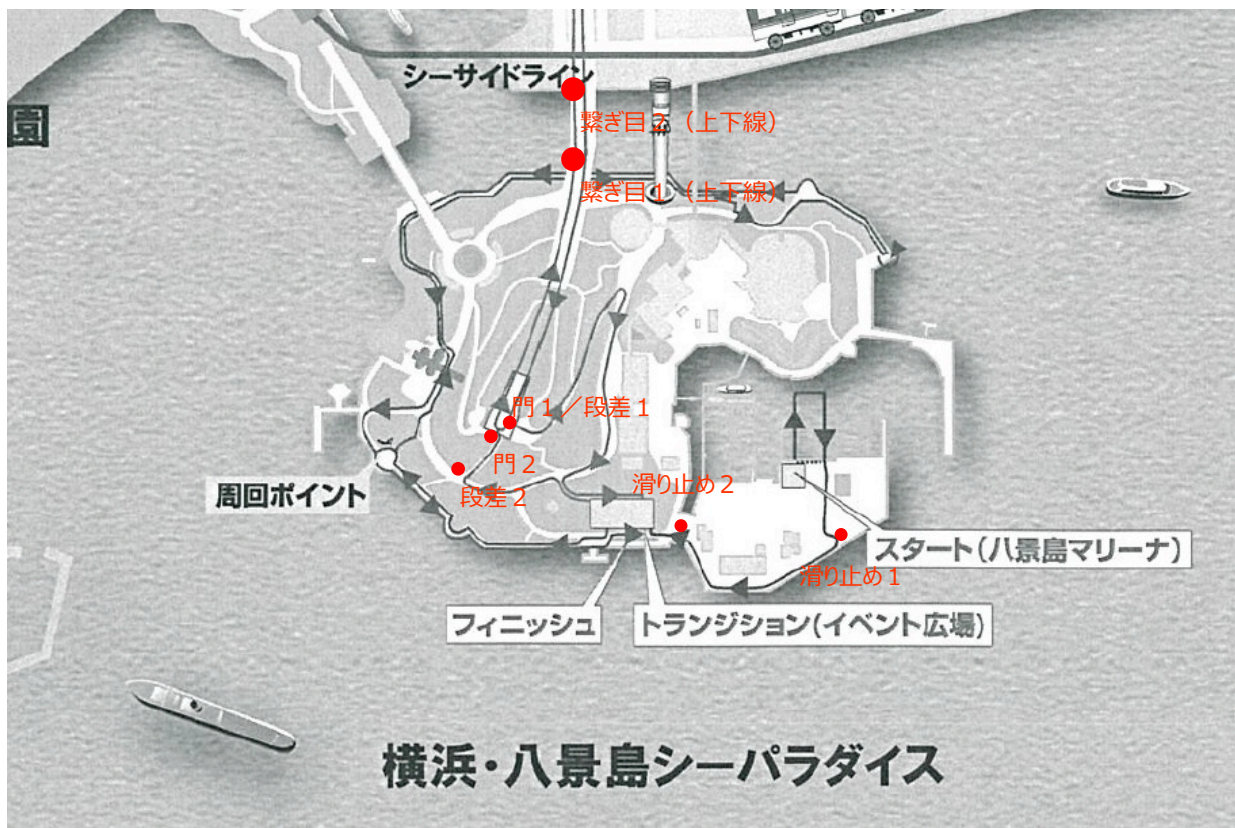 シーサイドライン
園
繋ぎ目２（上下線）
繋ぎ目１（上下線）
門１／段差１
門２
段差２
滑り止め２
周回ポイント
スタート(八景島マリーナ)
滑り止め１
フィニッシュ
トランジション(イベント広場)
横浜・八景島シーパラダイス